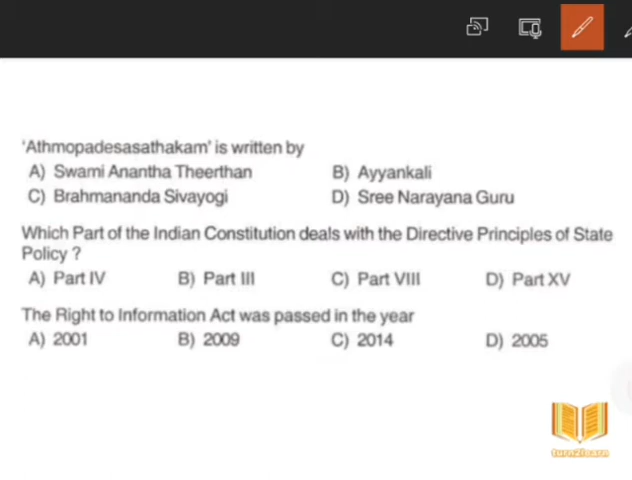 'Athmopadesasathakam' is written by
A) Swami Anantha Theerthan B) Ayyankali
C) Brahmananda Sivayogi D) Sree Narayana Guru
Which Part of the Indian Constitution deals with the Directive Principles of State
Policy ?
A) Part IV B) Part III C) Part VIII D) Part XV
The Right to Information Act was passed in the year
A) 2001 B) 2009 C) 2014 D) 2005
turn2learn